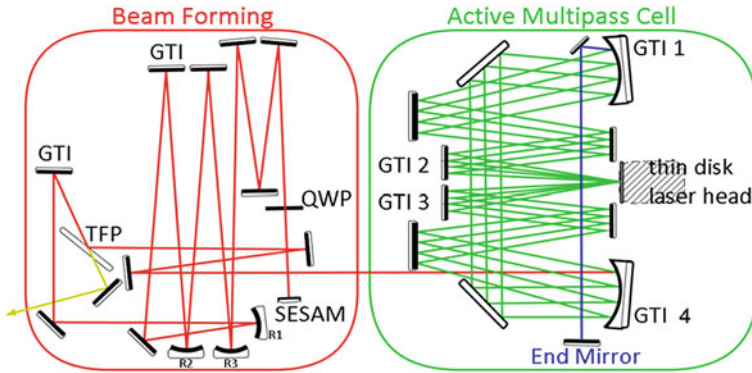 Beam Forming
Active Multipass Cell
GTI
GTI 1
GTI
GTI 2
thin disk
laser head
QWP
GTI 3
TFP
SESAM
R1
GTI 4
R2
R3
End Mirror